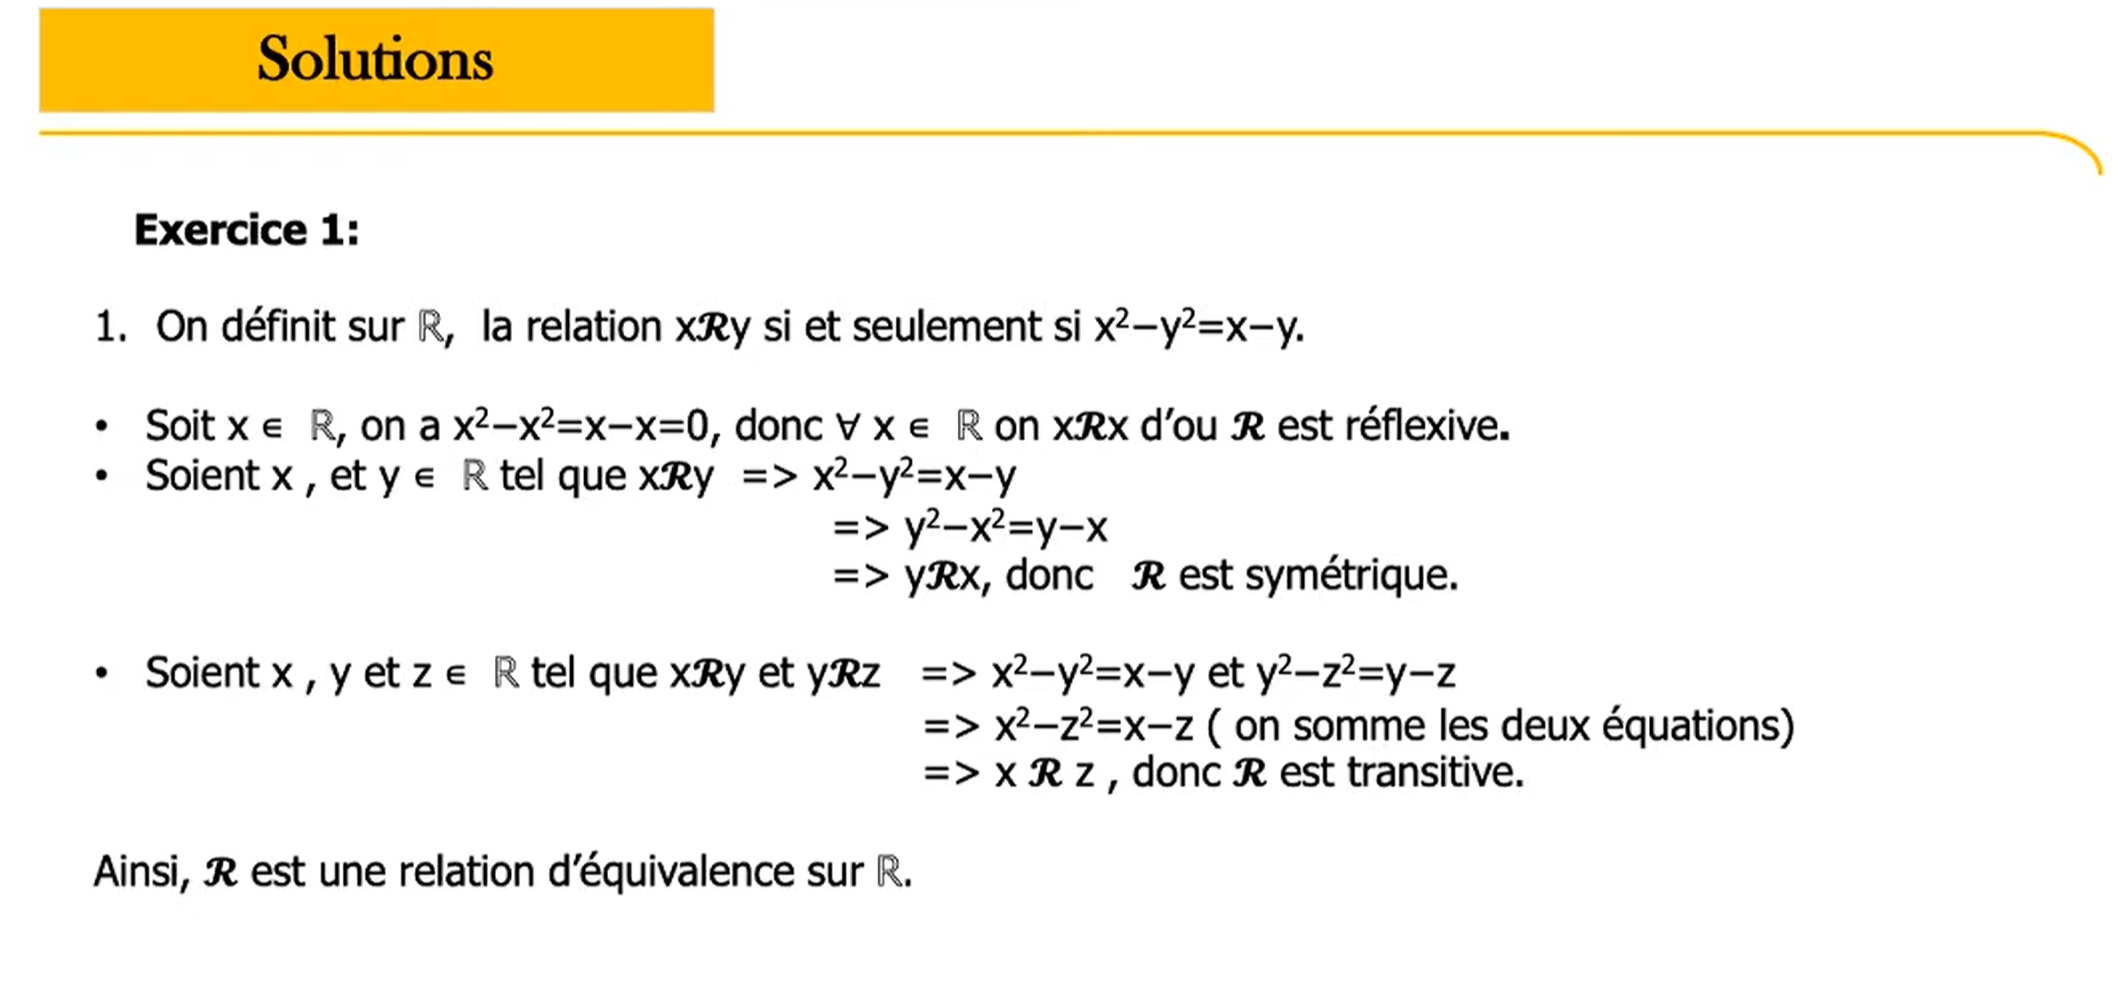 Solutions
Exercice 1:
1. On définit sur ℝ, la relation xℛy si et seulement si x²−y²=x−y.
• Soit x ∊ ℝ, on a x²−x²=x−x=0, donc ∀ x ∊ ℝ on xℛx d’ou ℛ est réflexive.
• Soient x , et y ∊ ℝ tel que xℛy => x²−y²=x−y
=> y²−x²=y−x
=> yℛx, donc ℛ est symétrique.
• Soient x , y et z ∊ ℝ tel que xℛy et yℛz => x²−y²=x−y et y²−z²=y−z
=> x²−z²=x−z ( on somme les deux équations)
=> x ℛ z , donc ℛ est transitive.
Ainsi, ℛ est une relation d’équivalence sur ℝ.